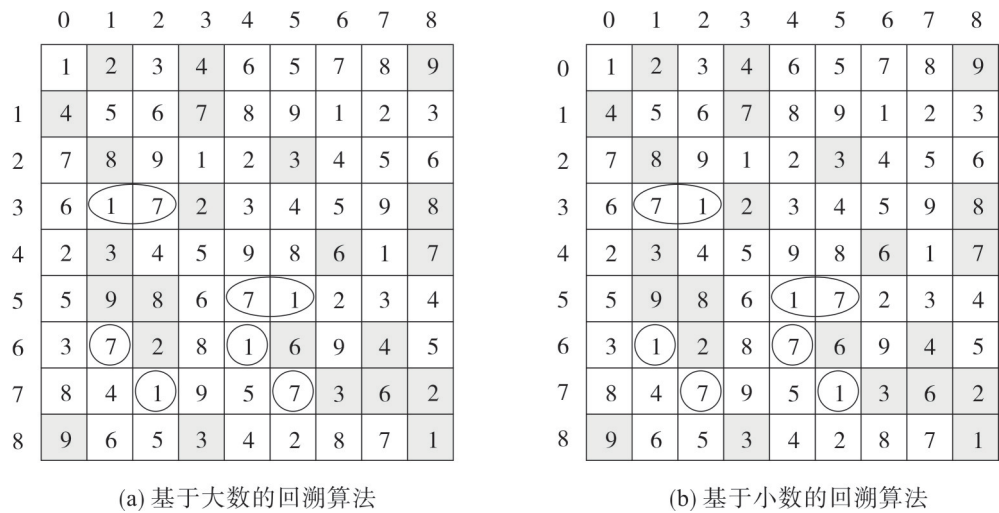 0 1 2 3 4 5 6 7 8
1 2 3 4 6 5 7 8 9
1 4 5 6 7 8 9 1 2 3
2 7 8 9 1 2 3 4 5 6
3 6 1 7 2 3 4 5 9 8
4 2 3 4 5 9 8 6 1 7
5 5 9 8 6 7 1 2 3 4
6 3 7 2 8 1 6 9 4 5
7 8 4 1 9 5 7 3 6 2
8 9 6 5 3 4 2 8 7 1
(a) 基于大数的回溯算法
0 1 2 3 4 5 6 7 8
0 1 2 3 4 6 5 7 8 9
1 4 5 6 7 8 9 1 2 3
2 7 8 9 1 2 3 4 5 6
3 6 7 1 2 3 4 5 9 8
4 2 3 4 5 9 8 6 1 7
5 5 9 8 6 1 7 2 3 4
6 3 1 2 8 7 6 9 4 5
7 8 4 7 9 5 1 3 6 2
8 9 6 5 3 4 2 8 7 1
(b) 基于小数的回溯算法